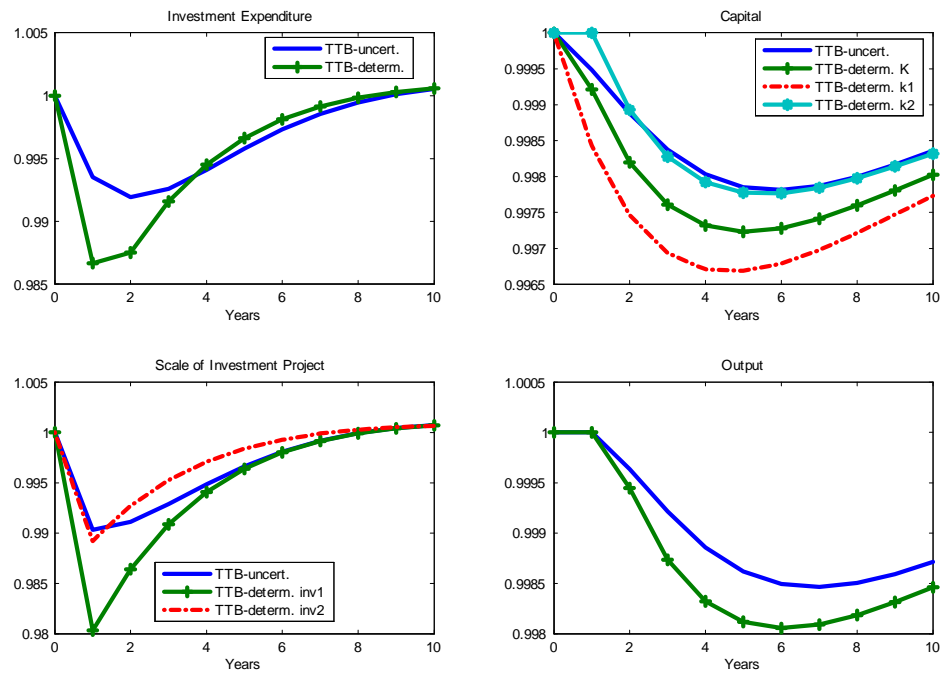 Investment Expenditure
1.005
1
0.995
0.99
0.985
0
2
4
6
8
10
Years
TTB-uncert.
TTB-determ.
Capital
1
0.9995
0.999
0.9985
0.998
0.9975
0.997
0.9965
0
2
4
6
8
10
Years
TTB-uncert.
TTB-determ. K
TTB-determ. k1
TTB-determ. k2
Scale of Investment Project
1.005
1
0.995
0.99
0.985
0.98
0
2
4
6
8
10
Years
TTB-uncert.
TTB-determ. inv1
TTB-determ. inv2
Output
1.0005
1
0.9995
0.999
0.9985
0.998
0
2
4
6
8
10
Years
TTB-uncert.
TTB-determ.